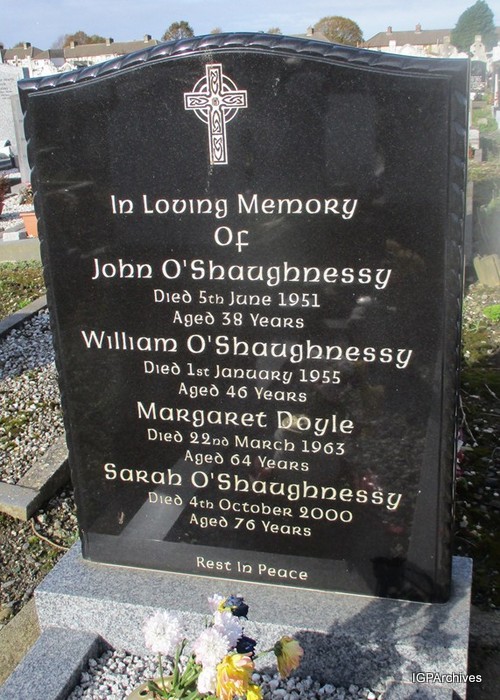 In Loving Memory
Of
John O'Shaughnessy
Died 5th June 1951
Aged 38 Years
William O'Shaughnessy
Died 1st January 1955
Aged 46 Years
Margaret Doyle
Died 22nd March 1963
Aged 64 Years
Sarah O'Shaughnessy
Died 4th October 2000
Aged 76 Years
Rest In Peace
IGPArchives